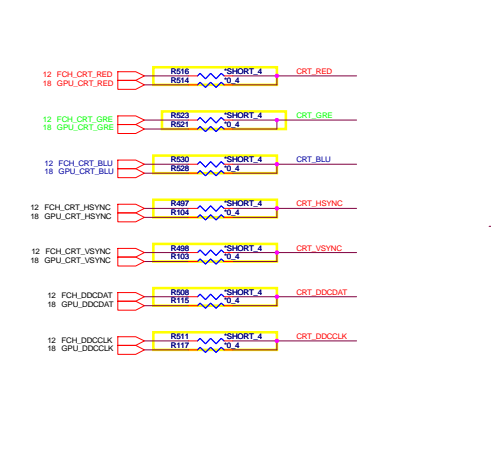 12 FCH_CRT_RED R516 *SHORT_4 CRT_RED
18 GPU_CRT_RED R514 *0_4
12 FCH_CRT_GRE R523 *SHORT_4 CRT_GRE
18 GPU_CRT_GRE R521 *0_4
12 FCH_CRT_BLU R530 *SHORT_4 CRT_BLU
18 GPU_CRT_BLU R528 *0_4
12 FCH_CRT_HSYNC R497 *SHORT_4 CRT_HSYNC
18 GPU_CRT_HSYNC R104 *0_4
12 FCH_CRT_VSYNC R498 *SHORT_4 CRT_VSYNC
18 GPU_CRT_VSYNC R103 *0_4
12 FCH_DDCDAT R508 *SHORT_4 CRT_DDCDAT
18 GPU_DDCDAT R115 *0_4
12 FCH_DDCCLK R511 *SHORT_4 CRT_DDCCLK
18 GPU_DDCCLK R117 *0_4